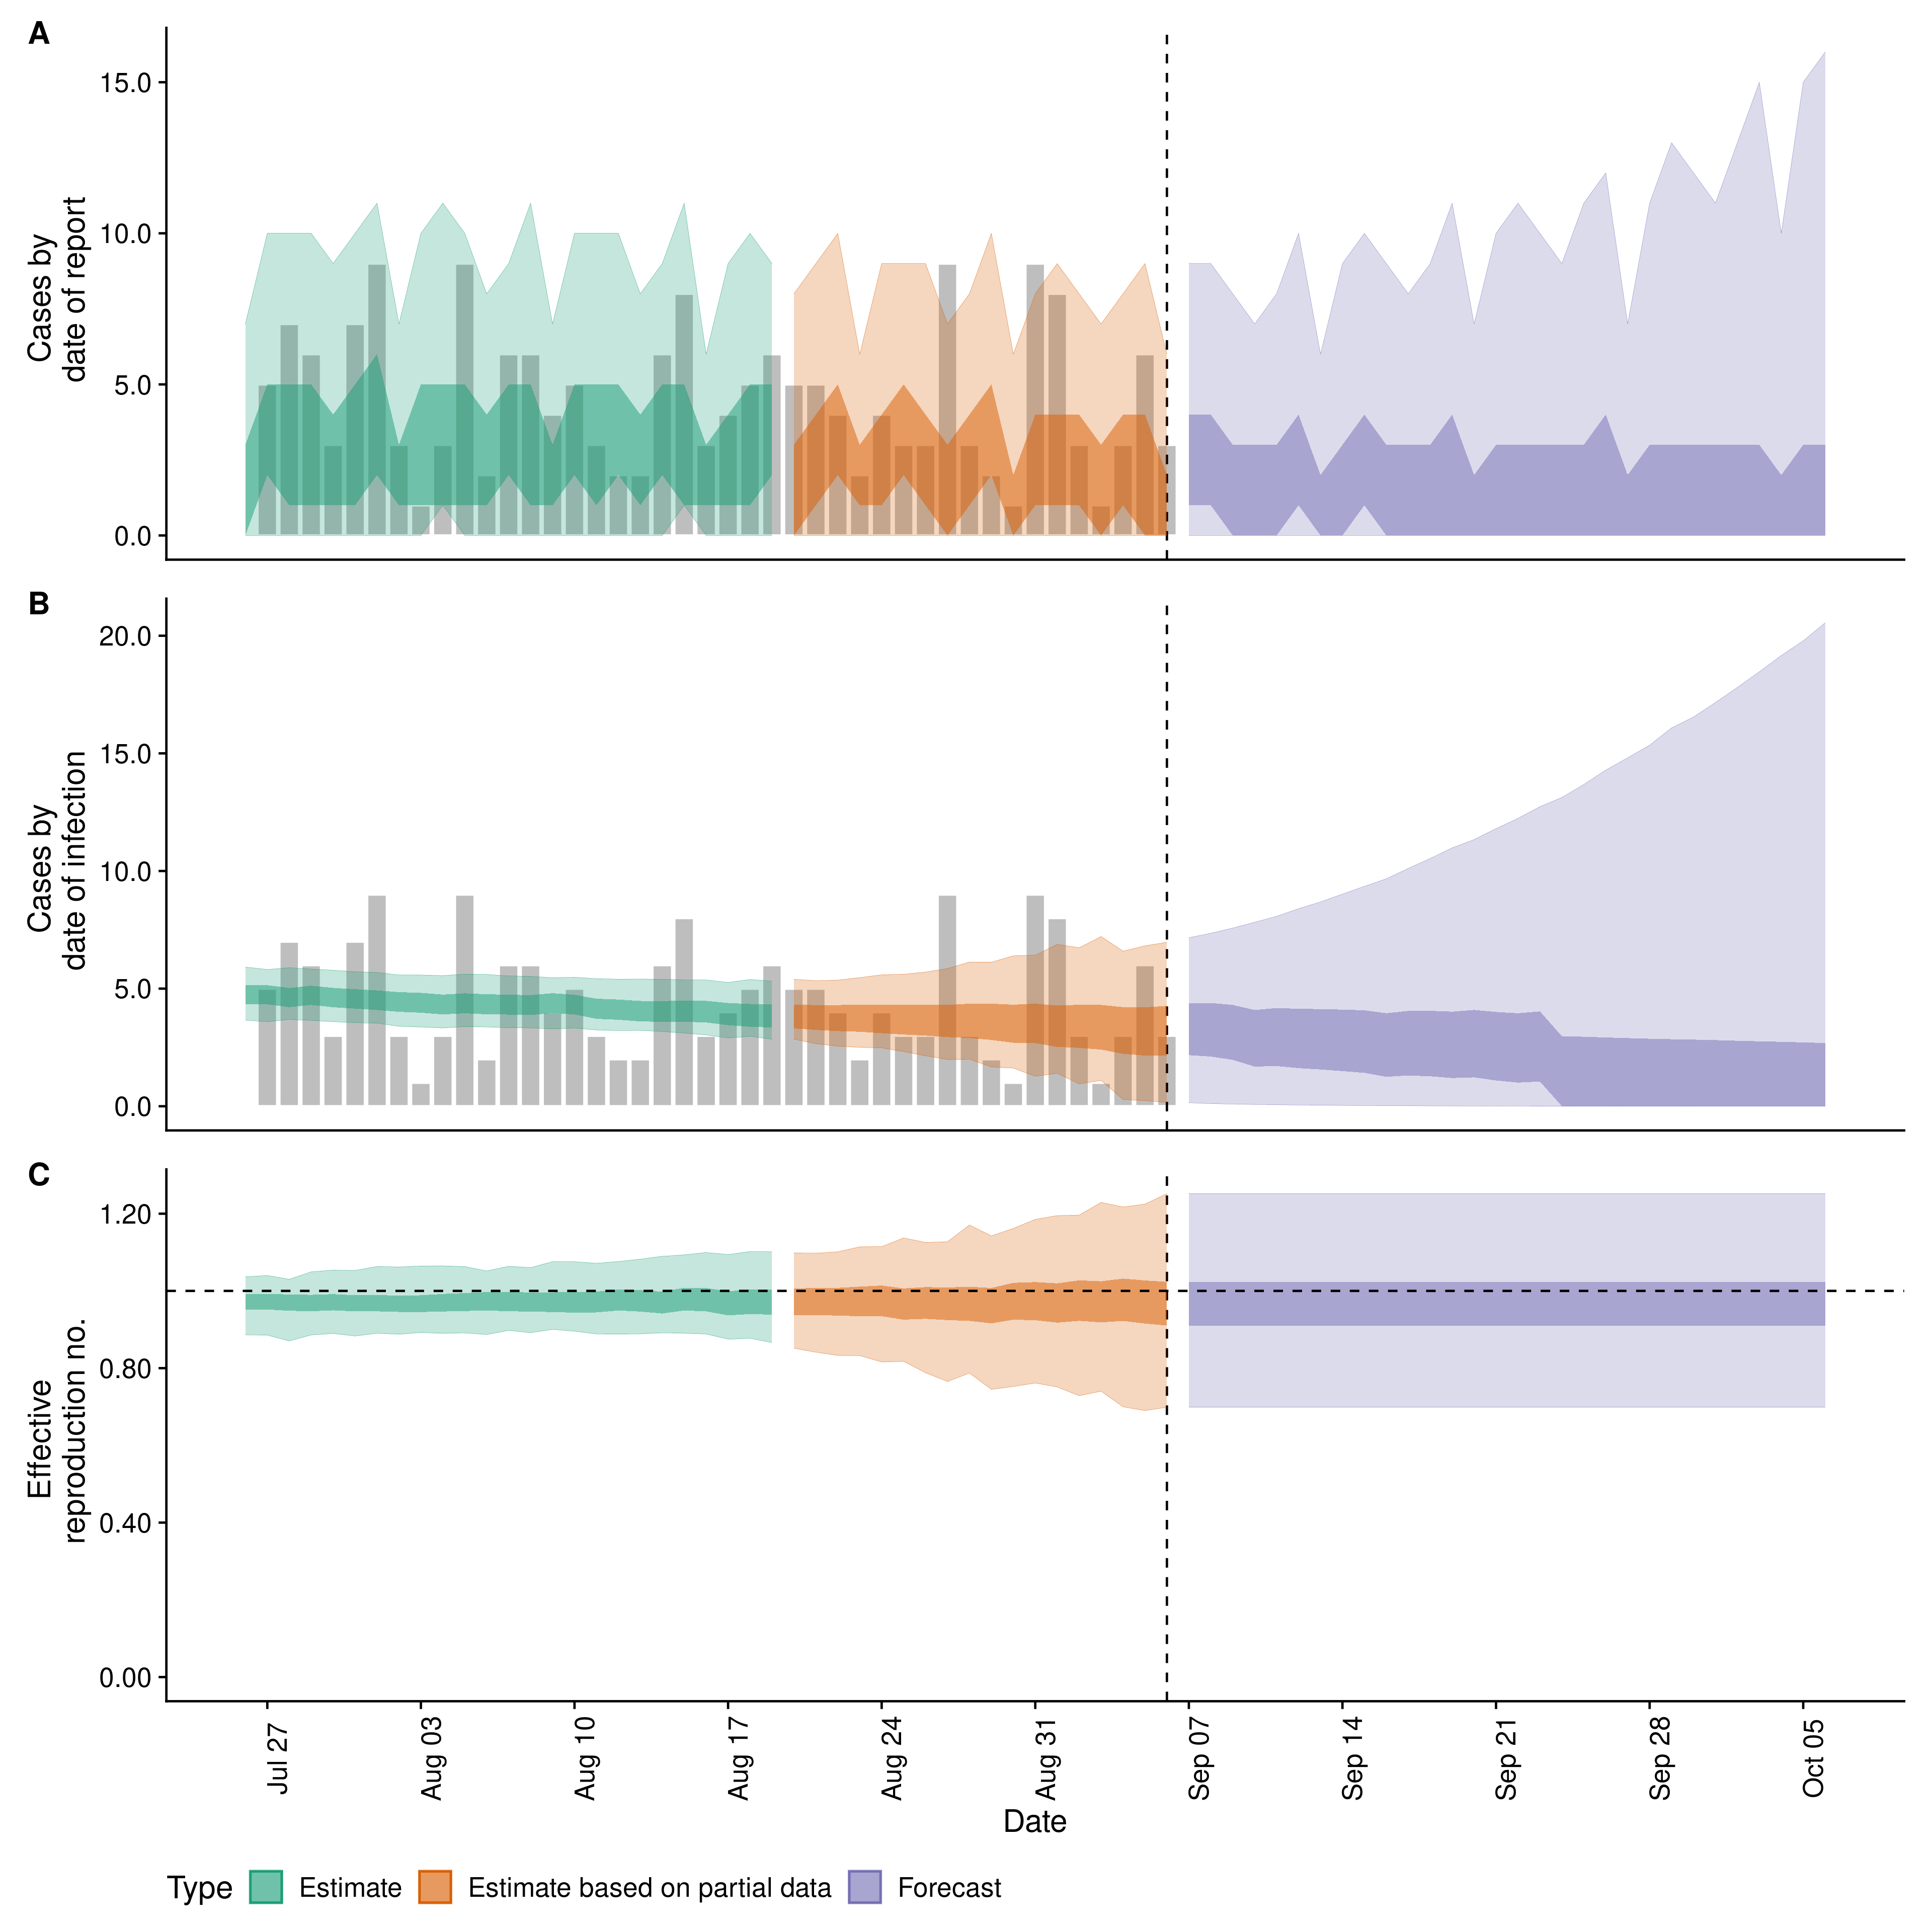 A
15.0
10.0
5.0
0.0
Cases by
date of report
B
20.0
15.0
10.0
5.0
0.0
Cases by
date of infection
C
1.20
0.80
0.40
0.00
Effective
reproduction no.
Jul 27
Aug 03
Aug 10
Aug 17
Aug 24
Aug 31
Sep 07
Sep 14
Sep 21
Sep 28
Oct 05
Date
Type Estimate Estimate based on partial data Forecast